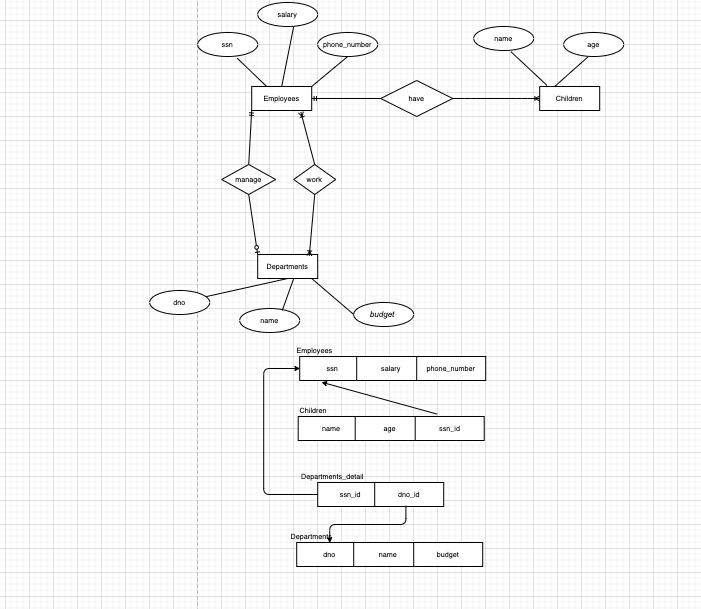 salary
ssn
phone_number
name
age
Employees
have
Children
manage
work
Departments
dno
name
budget
Employees
ssn salary phone_number
Children
name age ssn_id
Departments_detail
ssn_id dno_id
Departments
dno name budget